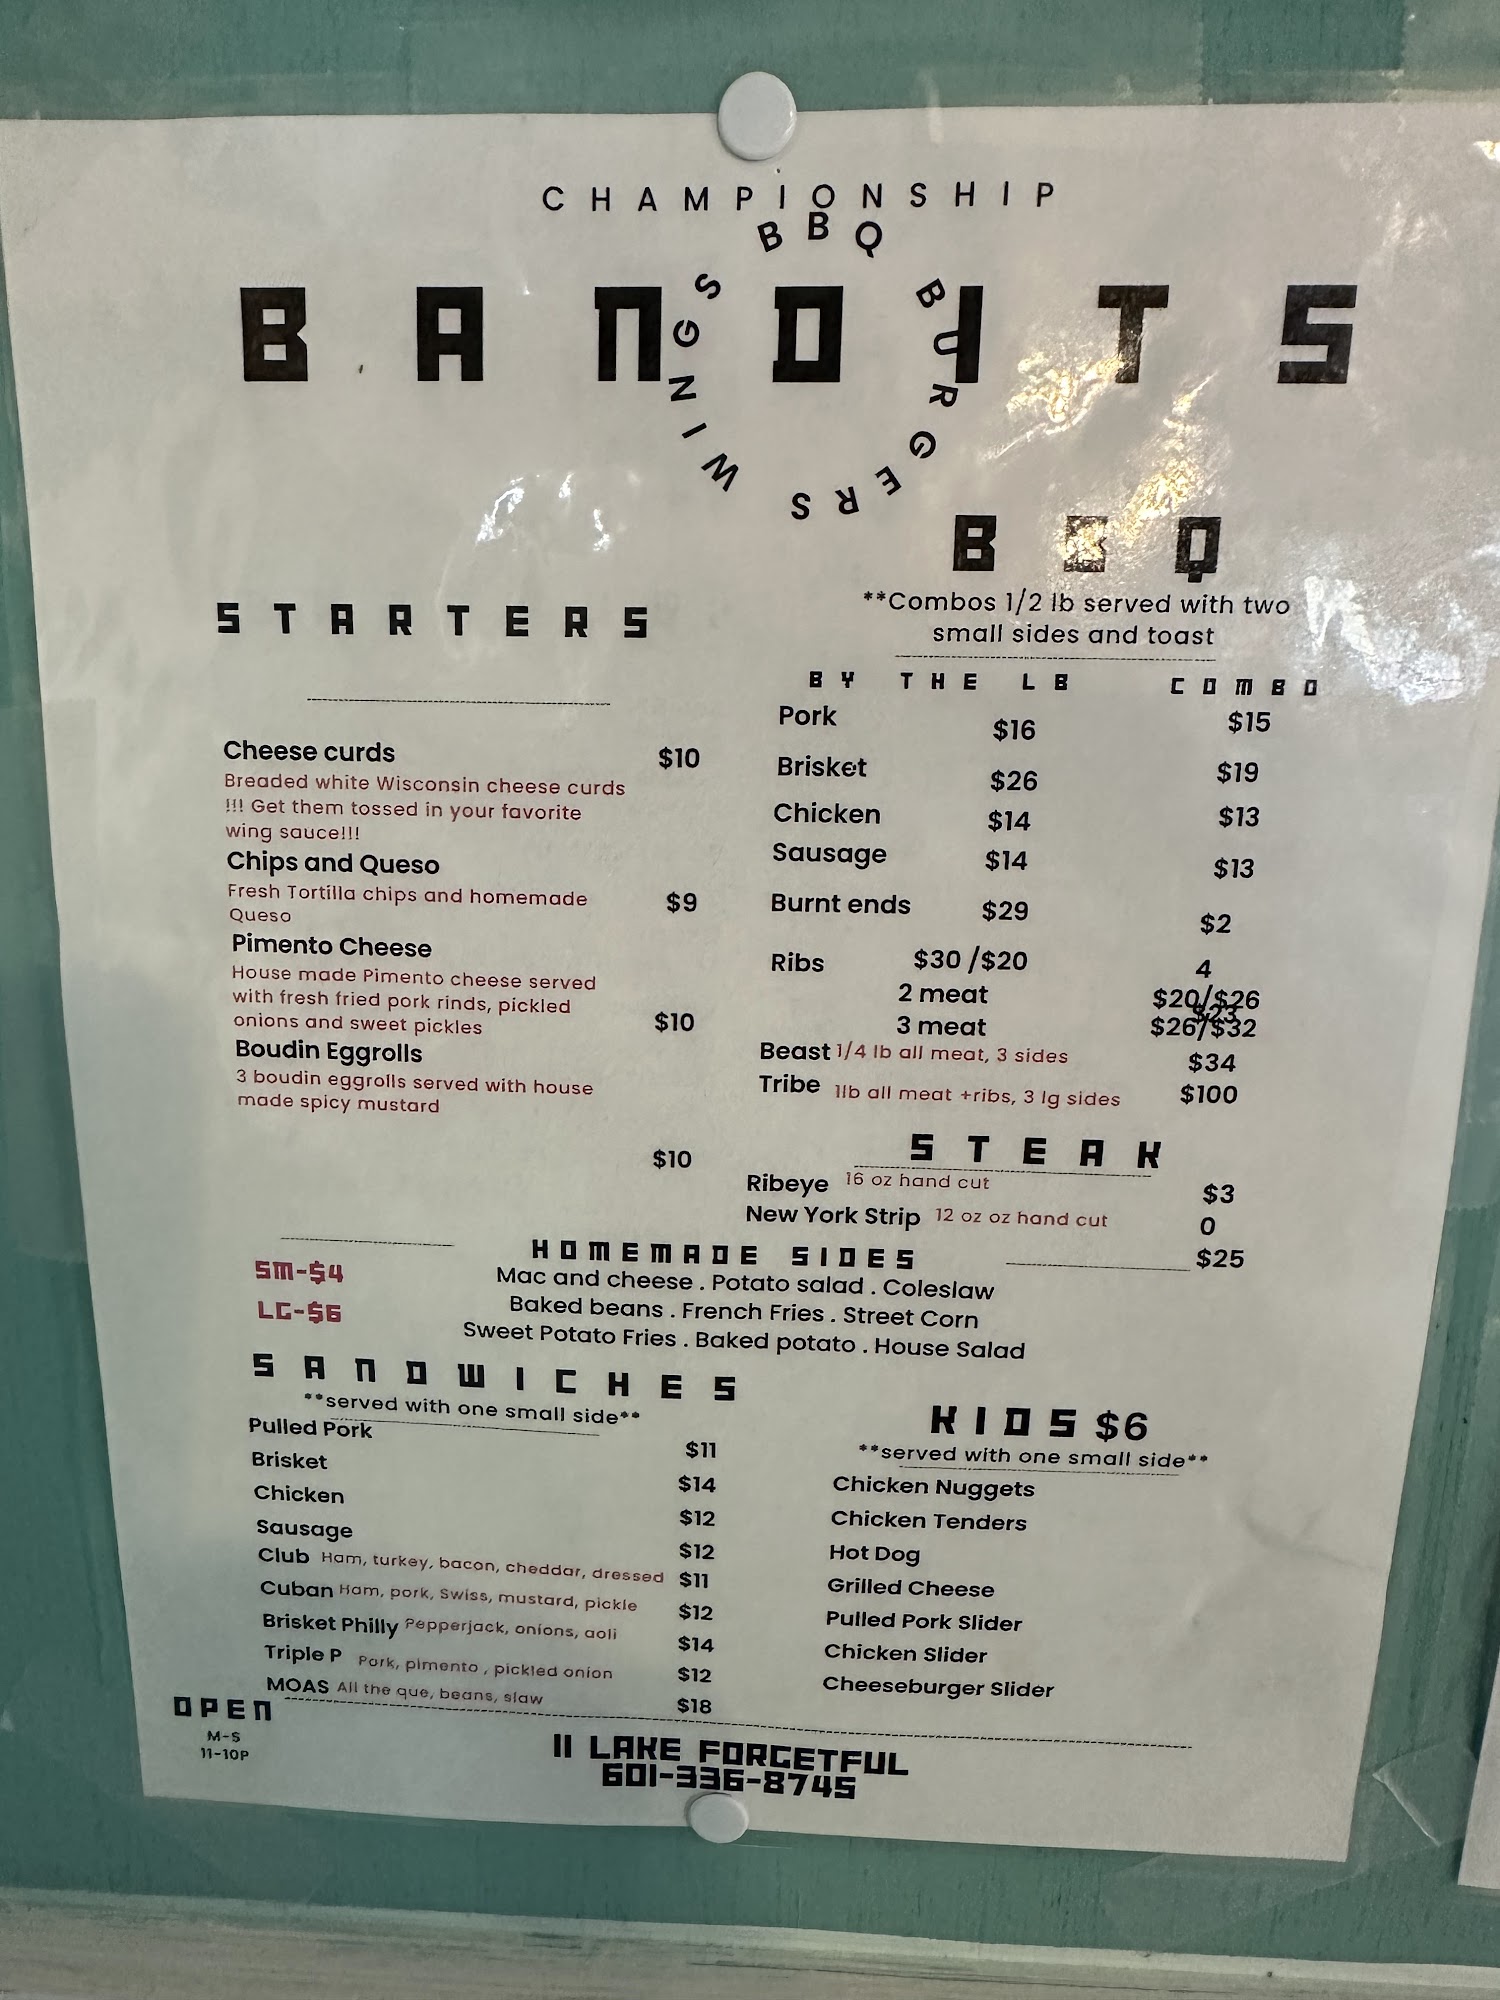 CHAMPIONSHIP
BBQ BURGERS WINGS
BANDITS
STARTERS
Cheese curds $10
Breaded white Wisconsin cheese curds
!!! Get them tossed in your favorite
wing sauce!!!
Chips and Queso
Fresh Tortilla chips and homemade $9
Queso
Pimento Cheese
House made Pimento cheese served
with fresh fried pork rinds, pickled
onions and sweet pickles $10
Boudin Eggrolls
3 boudin eggrolls served with house
made spicy mustard
$10
BBQ
**Combos 1/2 lb served with two
small sides and toast
BY THE LB COMBO
Pork $16 $15
Brisket $26 $19
Chicken $14 $13
Sausage $14 $13
Burnt ends $29 $2
Ribs $30 /$20 4
2 meat $20/$26
$23
3 meat $26/$32
Beast 1/4 lb all meat, 3 sides $34
Tribe 1lb all meat +ribs, 3 lg sides $100
STEAK
Ribeye 16 oz hand cut $3
New York Strip 12 oz oz hand cut 0
$25
HOMEMADE SIDES
SM-$4
LG-$6
Mac and cheese . Potato salad . Coleslaw
Baked beans . French Fries . Street Corn
Sweet Potato Fries . Baked potato . House Salad
SANDWICHES
**served with one small side**
Pulled Pork $11
Brisket $14
Chicken $12
Sausage $12
Club Ham, turkey, bacon, cheddar, dressed $11
Cuban Ham, pork, Swiss, mustard, pickle $12
Brisket Philly Pepperjack, onions, aoli $14
Triple P Pork, pimento , pickled onion $12
MOAS All the que, beans, slaw $18
KIDS $6
**served with one small side**
Chicken Nuggets
Chicken Tenders
Hot Dog
Grilled Cheese
Pulled Pork Slider
Chicken Slider
Cheeseburger Slider
OPEN
M-S
11-10P
11 LAKE FORGETFUL
601-336-8745